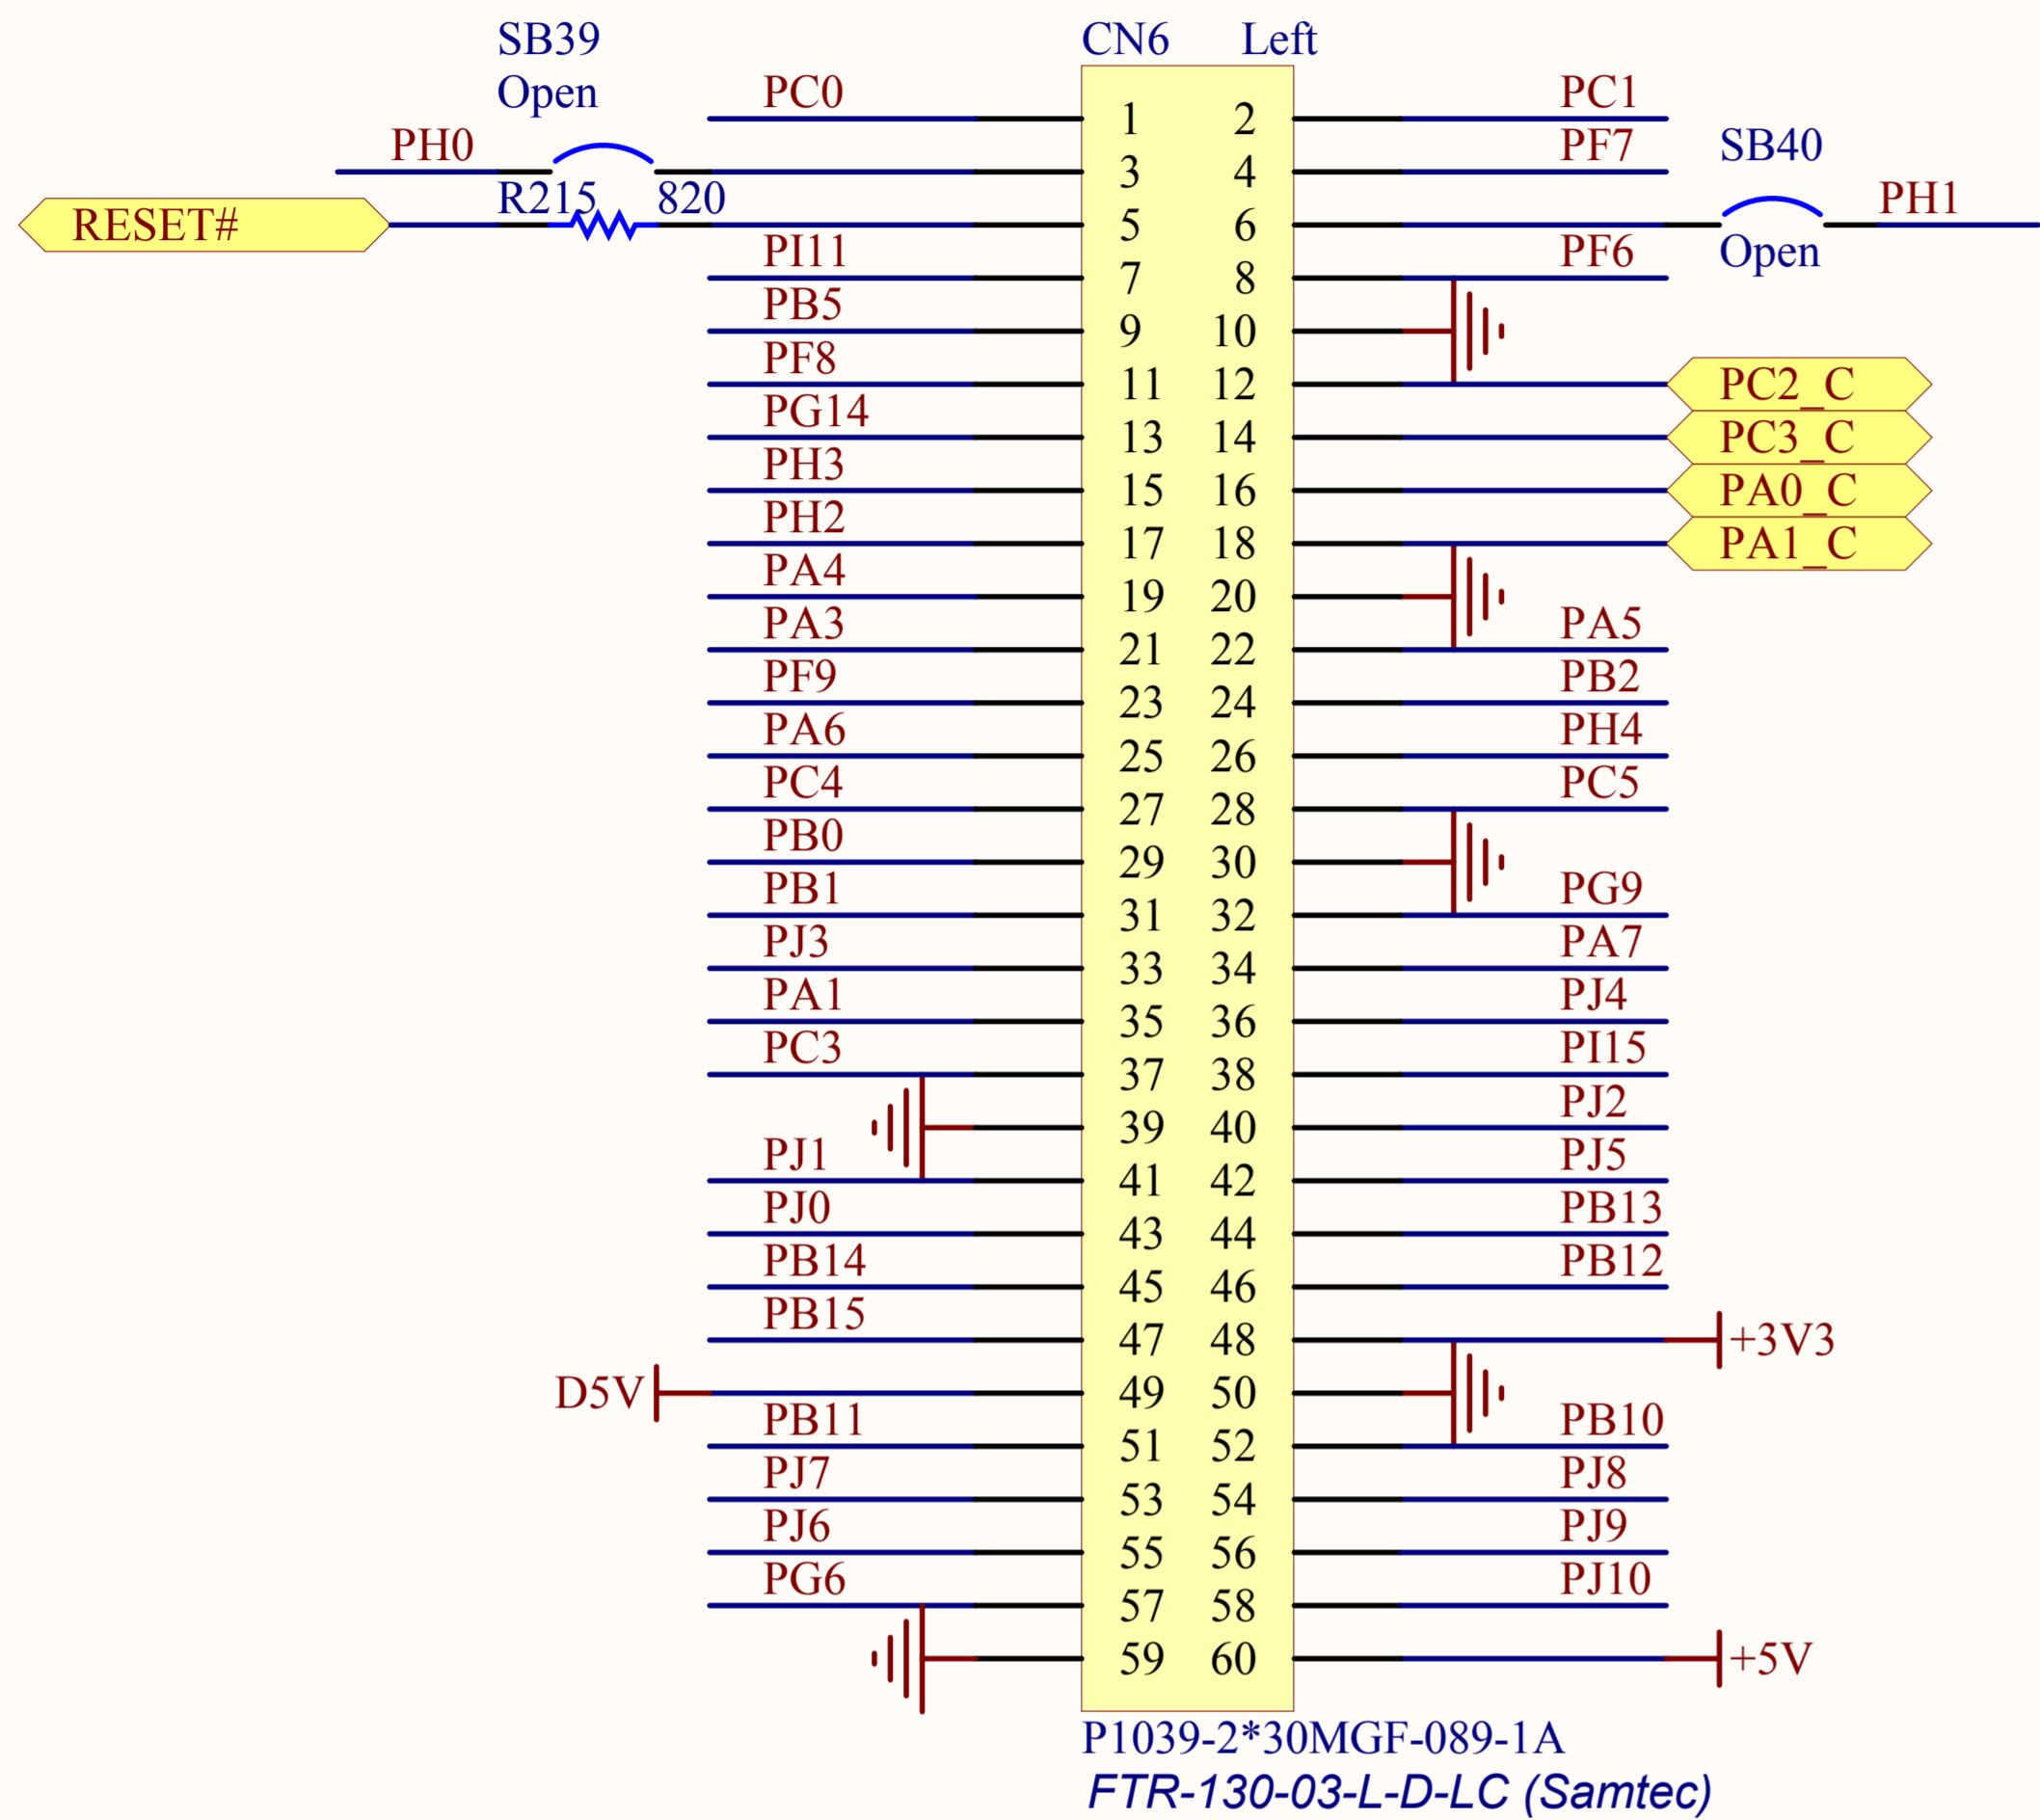 SB39 CN6 Left
Open PC0 1 2 PC1
PH0 3 4 PF7 SB40
RESET# R215 820 5 6 PH1
PI11 7 8 PF6 Open
PB5 9 10
PF8 11 12 PC2_C
PG14 13 14 PC3_C
PH3 15 16 PA0_C
PH2 17 18 PA1_C
PA4 19 20
PA3 21 22 PA5
PF9 23 24 PB2
PA6 25 26 PH4
PC4 27 28 PC5
PB0 29 30
PB1 31 32 PG9
PJ3 33 34 PA7
PA1 35 36 PJ4
PC3 37 38 PI15
39 40 PJ2
PJ1 41 42 PJ5
PJ0 43 44 PB13
PB14 45 46 PB12
PB15 47 48 +3V3
D5V 49 50
PB11 51 52 PB10
PJ7 53 54 PJ8
PJ6 55 56 PJ9
PG6 57 58 PJ10
59 60 +5V
P1039-2*30MGF-089-1A
FTR-130-03-L-D-LC (Samtec)